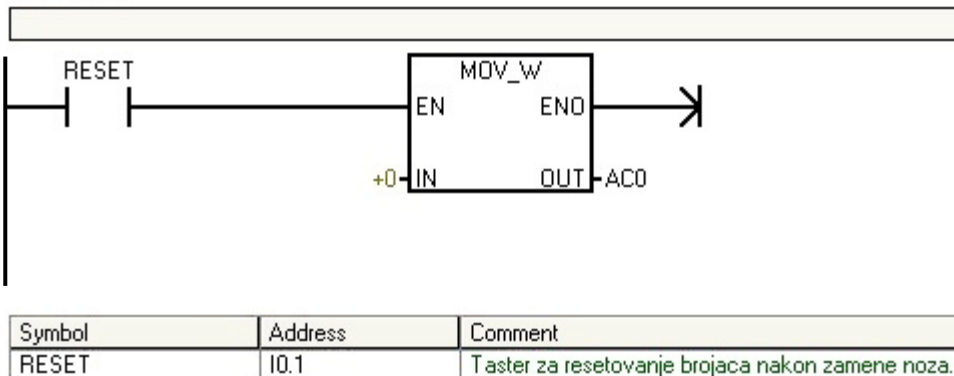 RESET
MOV_W
EN ENO
+0 IN OUT AC0
Symbol Address Comment
RESET I0.1 Taster za resetovanje brojaca nakon zamene noza.